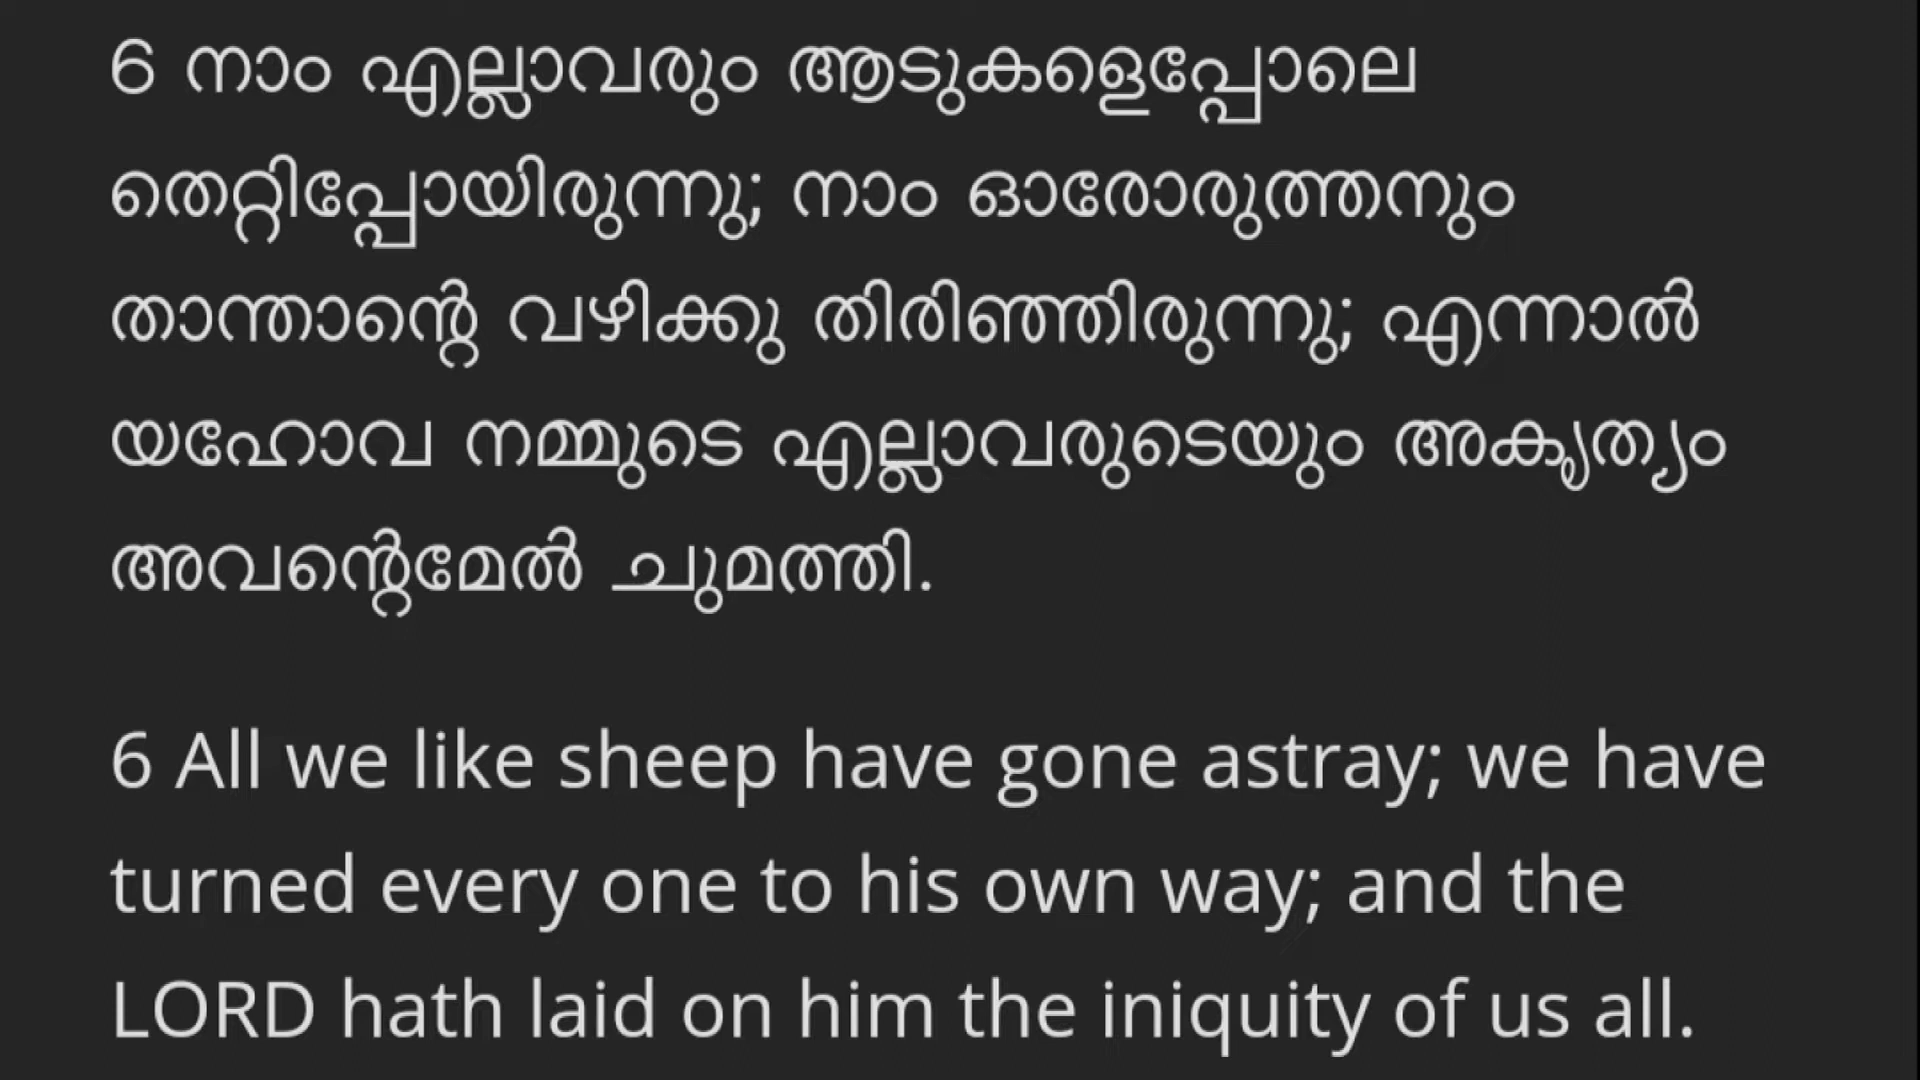 6 നാം എല്ലാവരും ആടുകളെപ്പോലെ
തെറ്റിപ്പോയിരുന്നു; നാം ഓരോരുത്തനും
താന്താന്റെ വഴിക്കു തിരിഞ്ഞിരുന്നു; എന്നാൽ
യഹോവ നമ്മുടെ എല്ലാവരുടെയും അകൃത്യം
അവന്റെമേൽ ചുമത്തി.
6 All we like sheep have gone astray; we have
turned every one to his own way; and the
LORD hath laid on him the iniquity of us all.